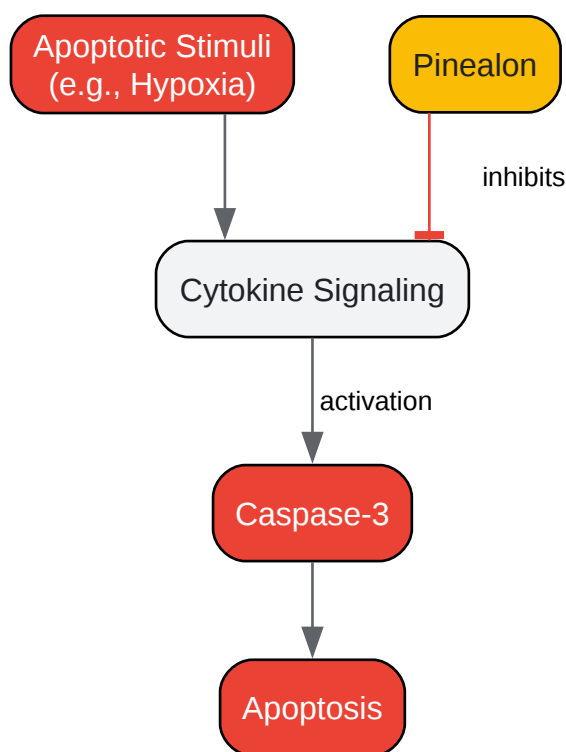 Apoptotic Stimuli
(e.g., Hypoxia)
Pinealon
inhibits
Cytokine Signaling
activation
Caspase-3
Apoptosis